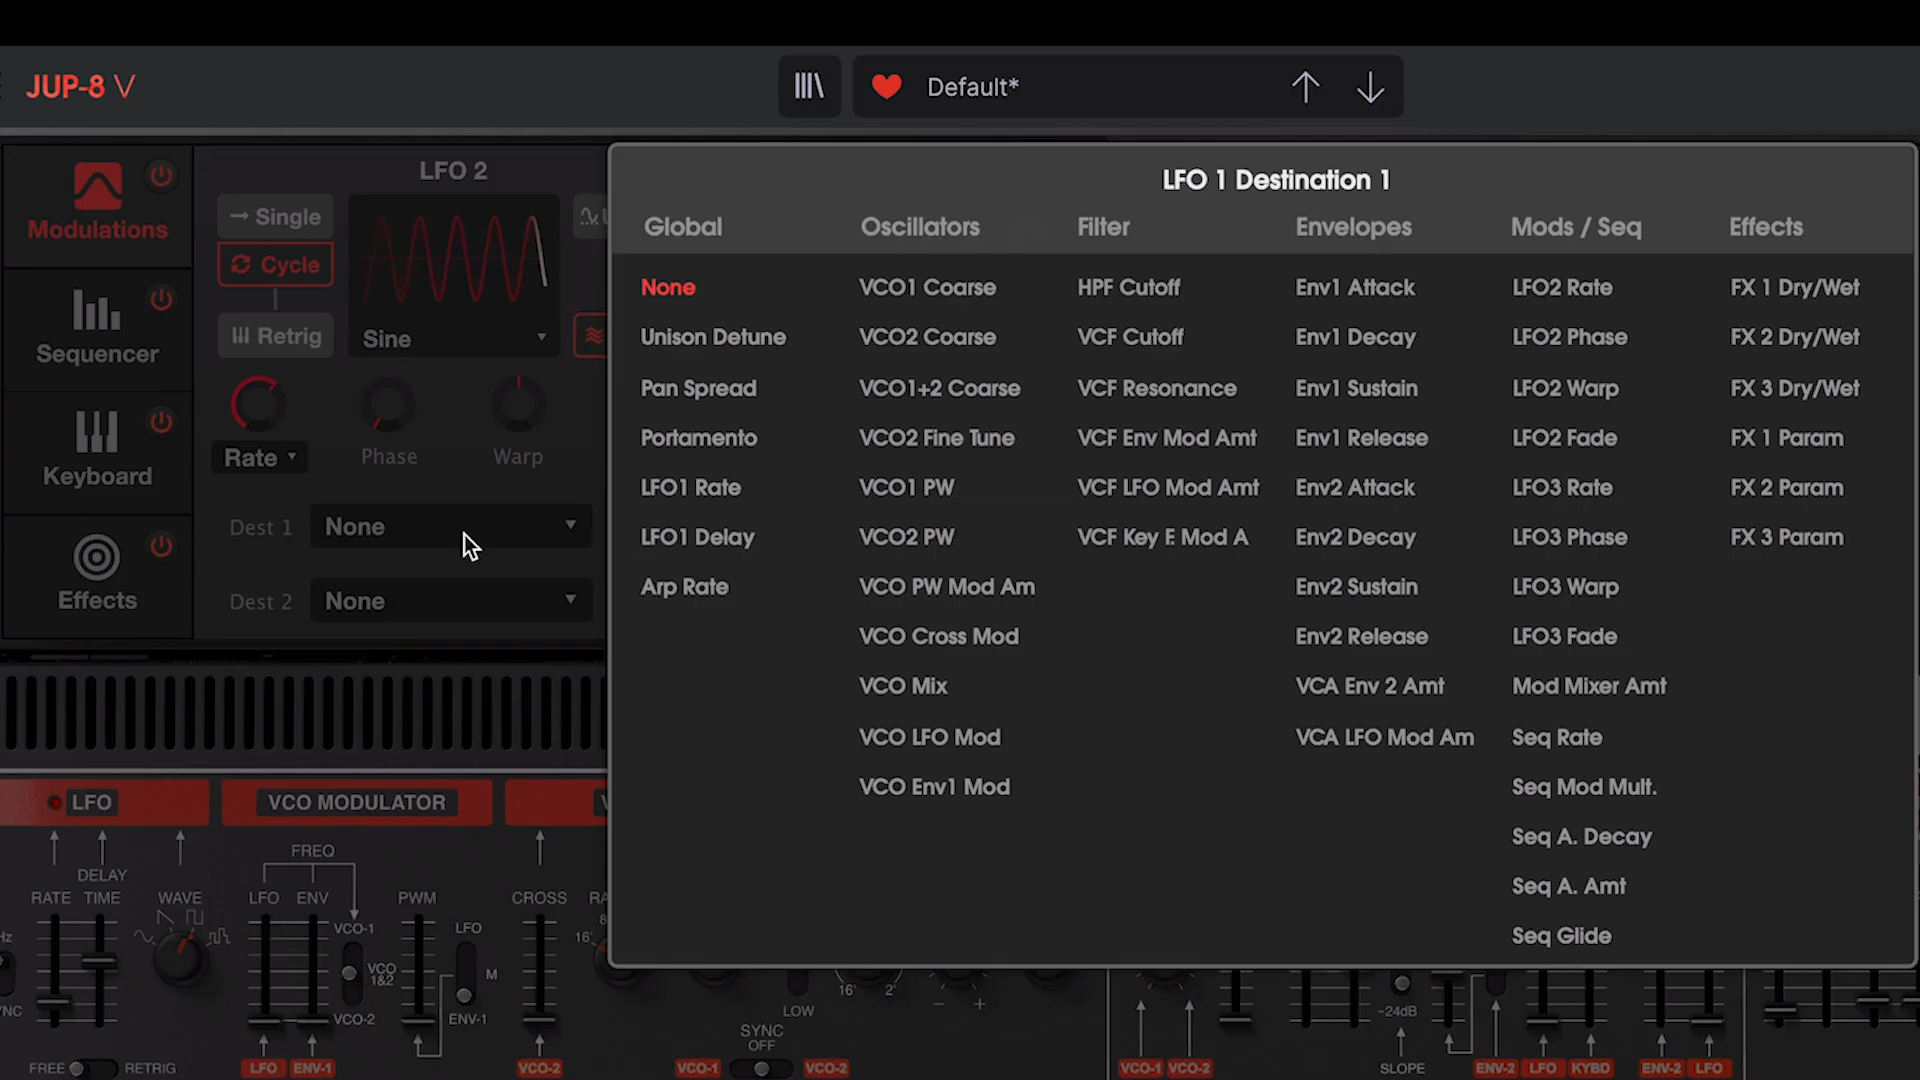 JUP-8 V
Default*
Modulations
Sequencer
Keyboard
Effects
LFO 2
Single
Cycle
Retrig
Sine
Rate
Phase
Warp
Dest 1
None
Dest 2
None
LFO 1 Destination 1
Global
Oscillators
Filter
Envelopes
Mods / Seq
Effects
None
VCO1 Coarse
HPF Cutoff
Env1 Attack
LFO2 Rate
FX 1 Dry/Wet
Unison Detune
VCO2 Coarse
VCF Cutoff
Env1 Decay
LFO2 Phase
FX 2 Dry/Wet
Pan Spread
VCO1+2 Coarse
VCF Resonance
Env1 Sustain
LFO2 Warp
FX 3 Dry/Wet
Portamento
VCO2 Fine Tune
VCF Env Mod Amt
Env1 Release
LFO2 Fade
FX 1 Param
LFO1 Rate
VCO1 PW
VCF LFO Mod Amt
Env2 Attack
LFO3 Rate
FX 2 Param
LFO1 Delay
VCO2 PW
VCF Key F. Mod A
Env2 Decay
LFO3 Phase
FX 3 Param
Arp Rate
VCO PW Mod Am
Env2 Sustain
LFO3 Warp
VCO Cross Mod
Env2 Release
LFO3 Fade
VCO Mix
VCA Env 2 Amt
Mod Mixer Amt
VCO LFO Mod
VCA LFO Mod Am
Seq Rate
VCO Env1 Mod
Seq Mod Mult.
Seq A. Decay
Seq A. Amt
Seq Glide
LFO
VCO MODULATOR
FREQ
DELAY
RATE
TIME
WAVE
LFO
ENV
PWM
CROSS
VCO-1
LFO
16'
VCO
1&2
M
VCO-2
ENV-1
16'
2'
LOW
- +
-24dB
SYNC
OFF
FREE
RETRIG
LFO
ENV-1
VCO-2
VCO-1
VCO-2
VCO-1
VCO-2
SLOPE
ENV-2
LFO
KYBD
ENV-2
LFO